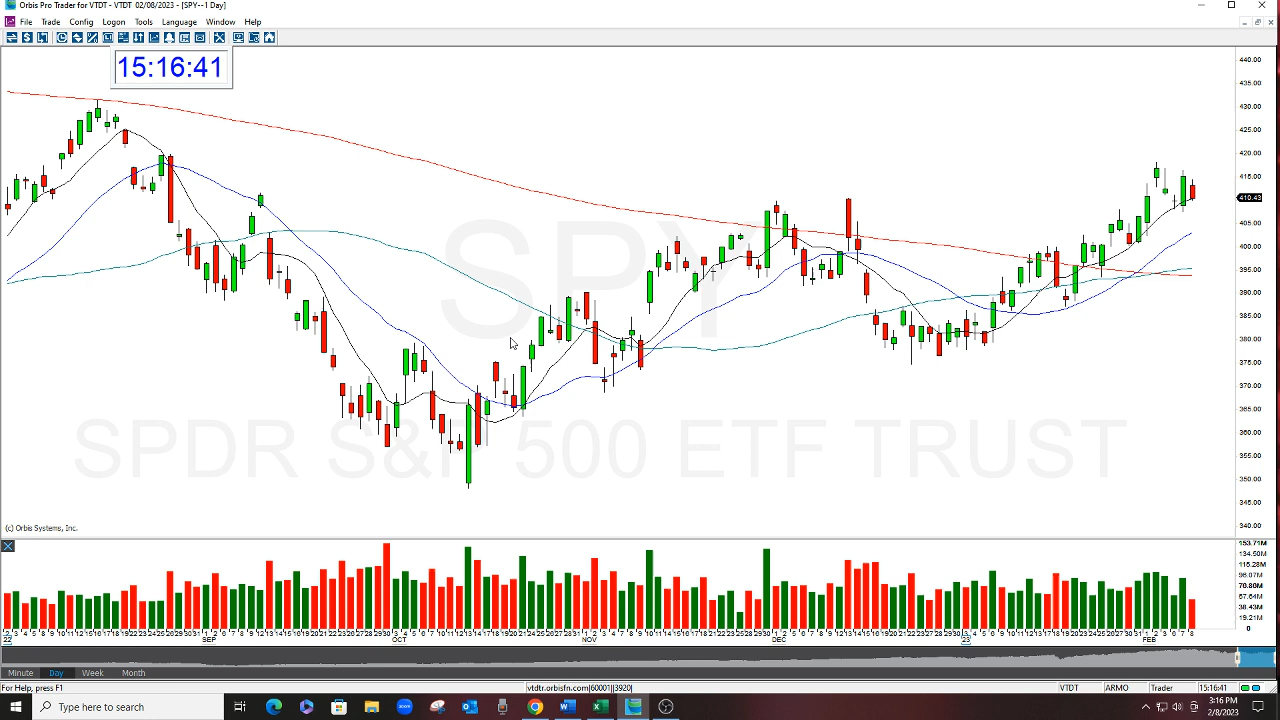 Orbis Pro Trader for VTDT - VTDT 02/08/2023 - [SPY--1 Day]
File Trade Config Logon Tools Language Window Help
15:16:41
440.00
435.00
430.00
425.00
420.00
415.00
410.43
405.00
400.00
395.00
390.00
385.00
380.00
375.00
370.00
365.00
360.00
355.00
350.00
345.00
340.00
SPY
SPDR S&P 500 ETF TRUST
(c) Orbis Systems, Inc.
153.71M
134.50M
115.28M
96.07M
70.80M
57.64M
38.43M
19.21M
0
22 SEP OCT NOV DEC 23 FEB
Minute Day Week Month
For Help, press F1 vtdtr.orbisfn.com|60001||3920| VTDT ARMO Trader 15:16:41
Type here to search
zoom
3:16 PM
2/8/2023